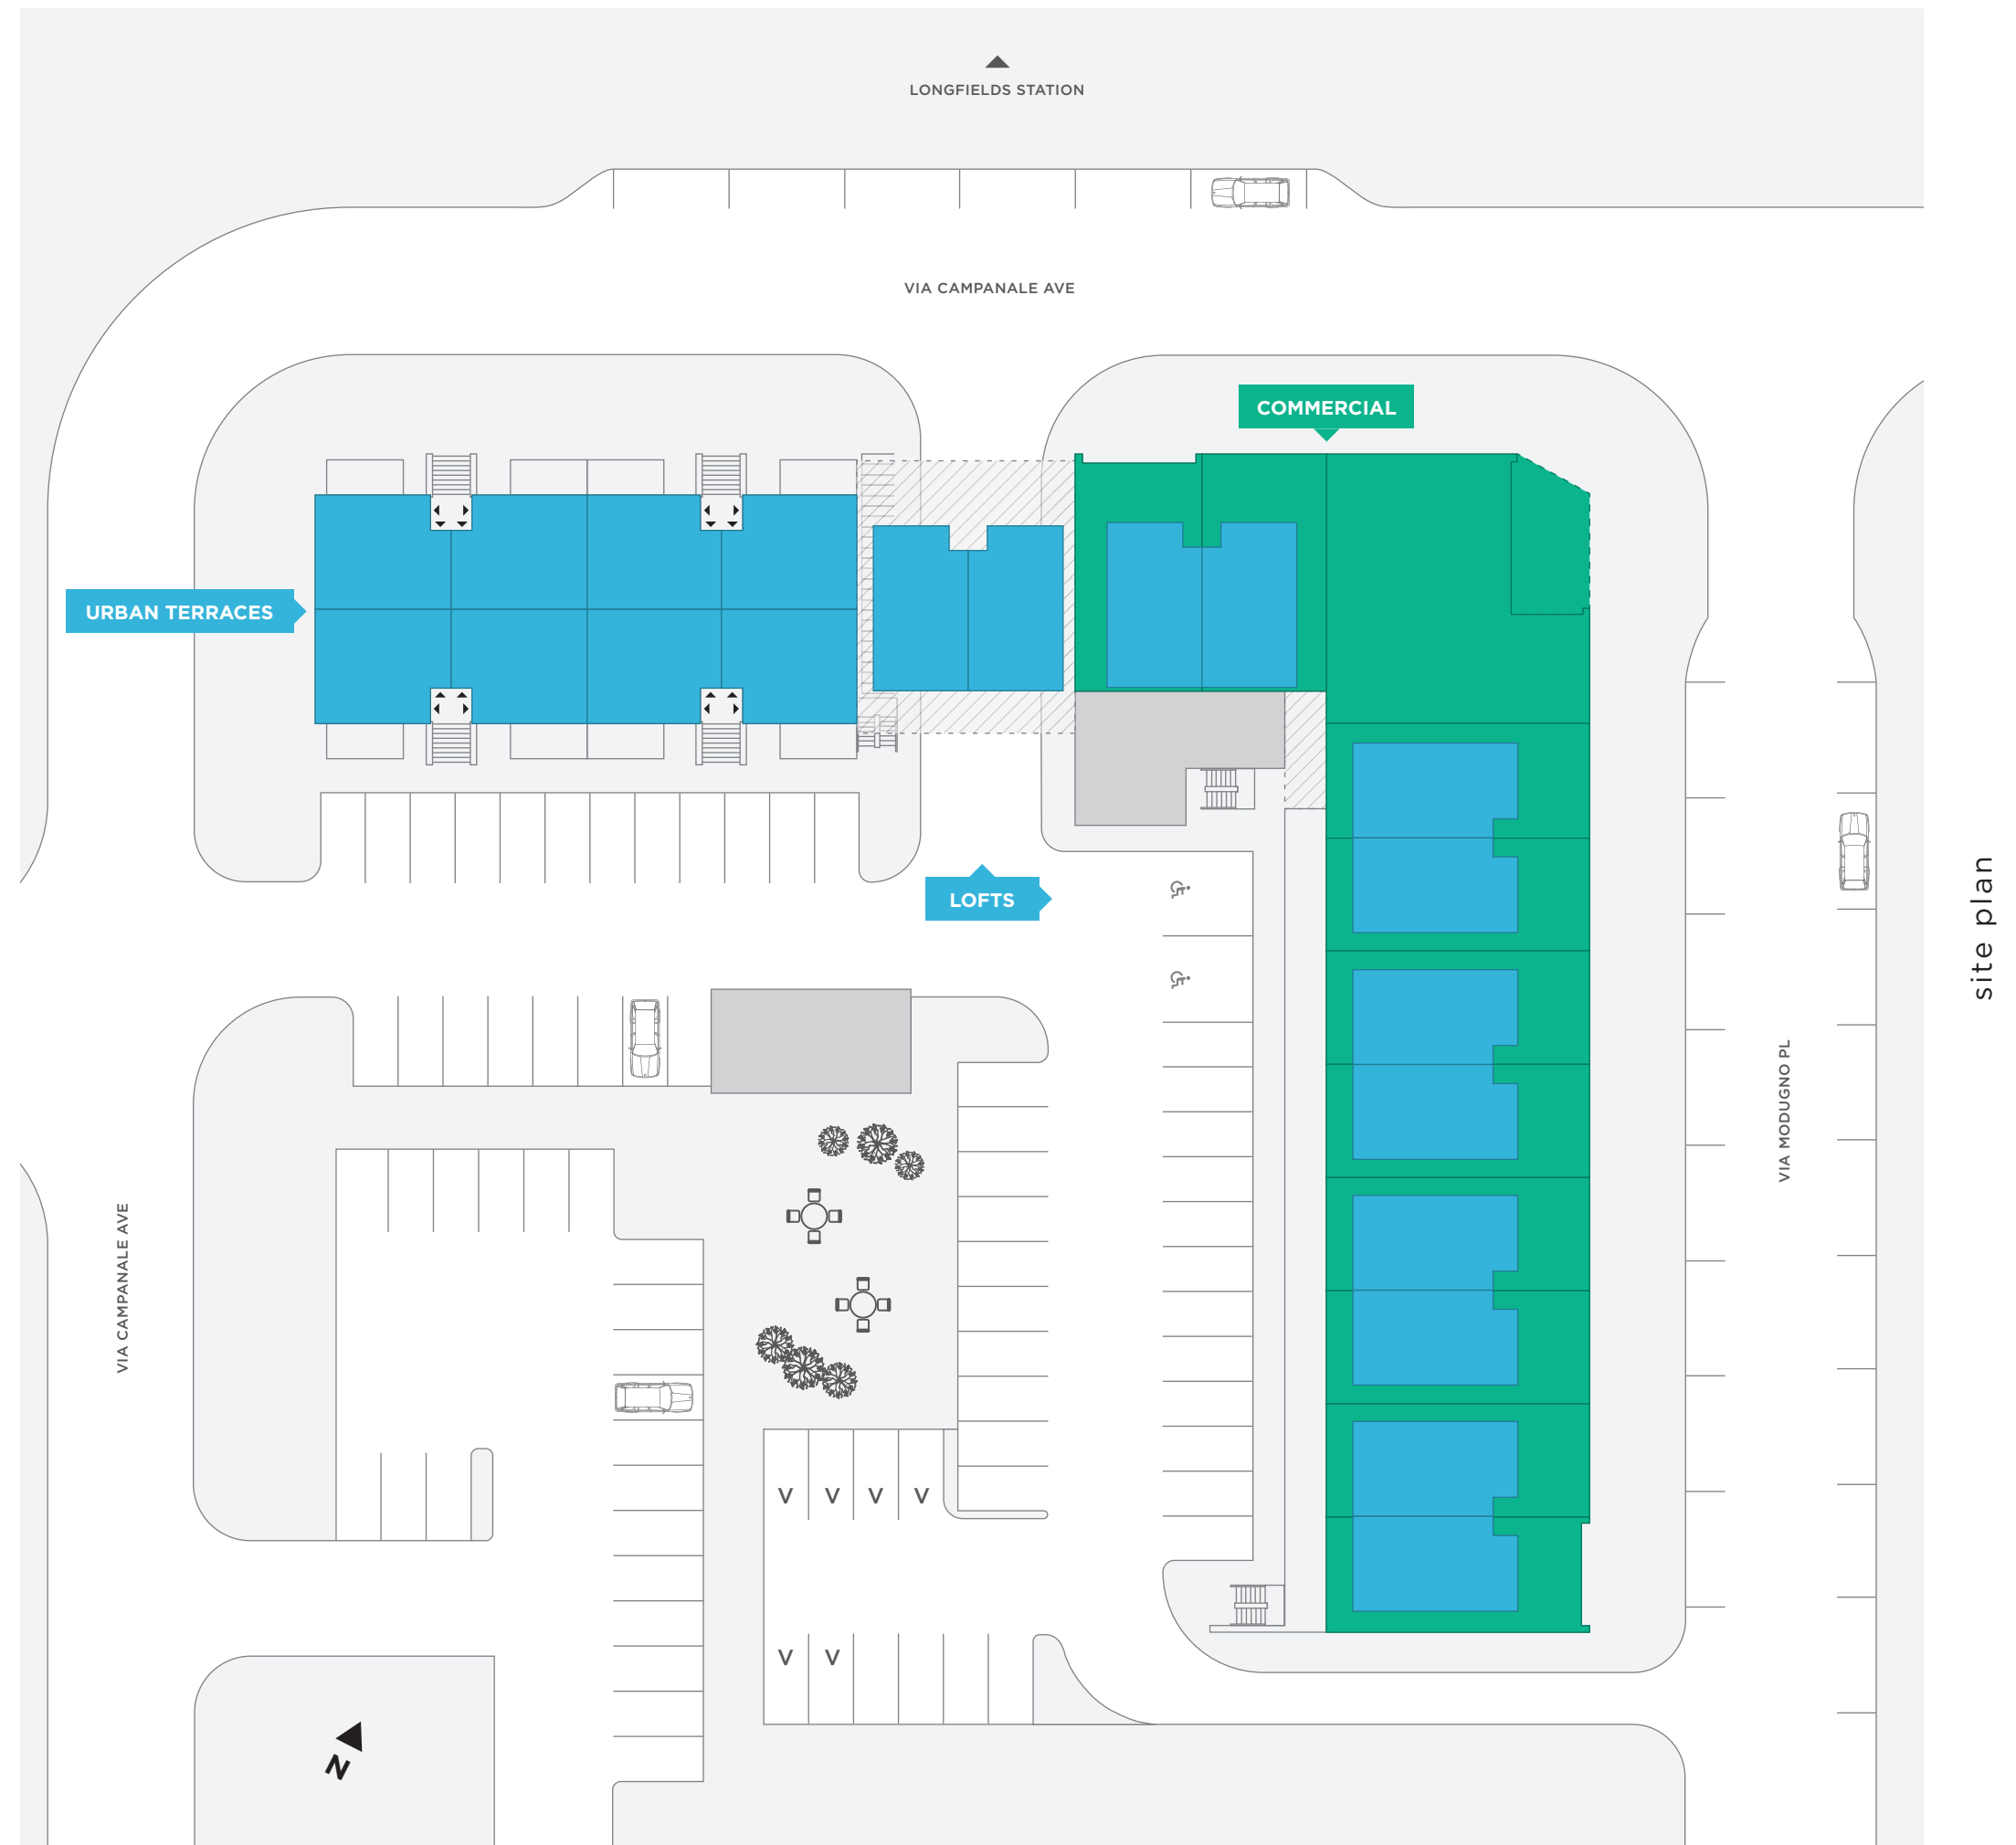 LONGFIELDS STATION
VIA CAMPANALE AVE
COMMERCIAL
URBAN TERRACES
LOFTS
site plan
VIA MODUGNO PL
VIA CAMPANALE AVE
V V V V
V V
N